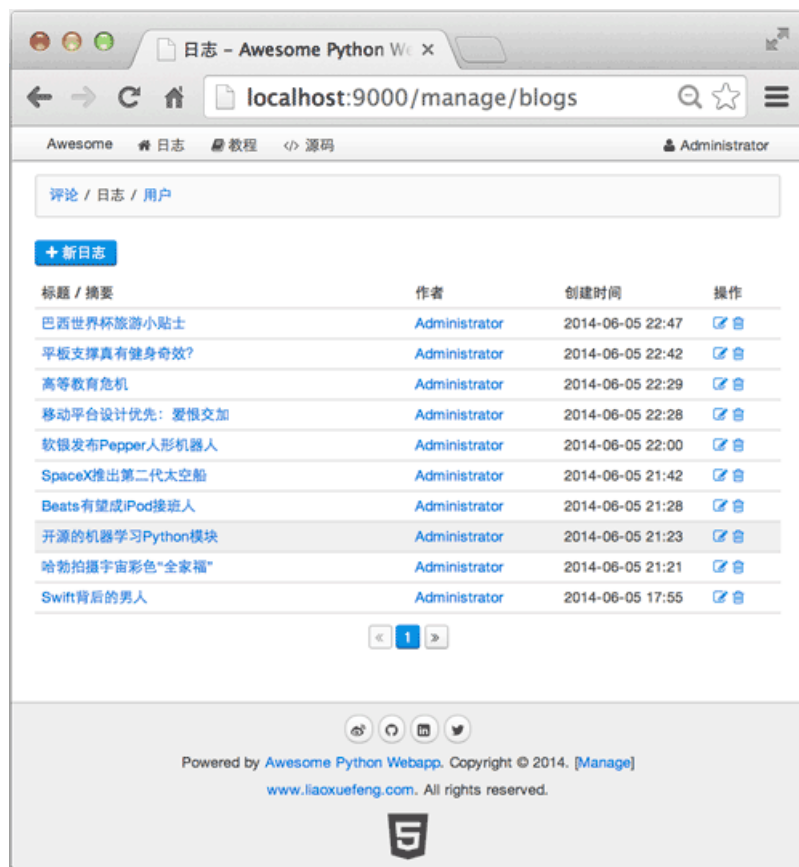 日志 – Awesome Python We
localhost:9000/manage/blogs
Awesome 日志 教程 源码 Administrator
评论 / 日志 / 用户
新日志
标题 / 摘要 作者 创建时间 操作
巴西世界杯旅游小贴士 Administrator 2014-06-05 22:47
平板支撑真有健身奇效? Administrator 2014-06-05 22:42
高等教育危机 Administrator 2014-06-05 22:29
移动平台设计优先：爱恨交加 Administrator 2014-06-05 22:28
软银发布Pepper人形机器人 Administrator 2014-06-05 22:00
SpaceX推出第二代太空船 Administrator 2014-06-05 21:42
Beats有望成iPod接班人 Administrator 2014-06-05 21:28
开源的机器学习Python模块 Administrator 2014-06-05 21:23
哈勃拍摄宇宙彩色“全家福” Administrator 2014-06-05 21:21
Swift背后的男人 Administrator 2014-06-05 17:55
« 1 »
Powered by Awesome Python Webapp. Copyright © 2014. [Manage]
www.liaoxuefeng.com. All rights reserved.
5